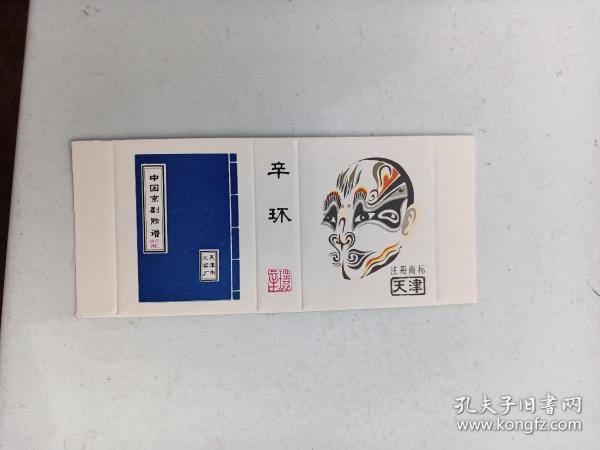 中国京剧脸谱
天津市
火柴厂
辛环
注册商标
天津
孔夫子旧书网
www.kongfz.com